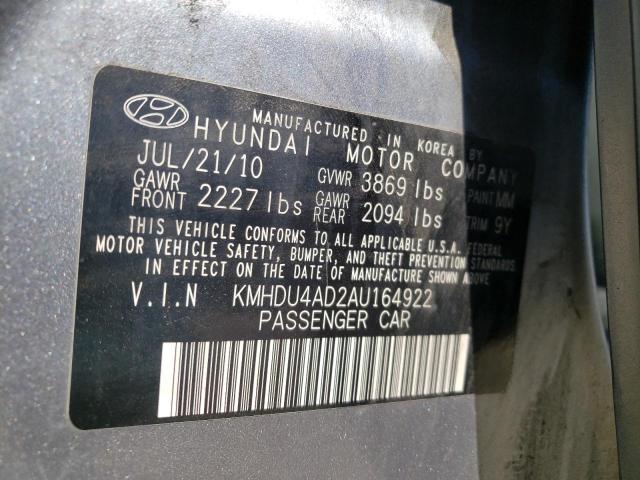 MANUFACTURED IN KOREA BY
HYUNDAI MOTOR COMPANY
JUL/21/10 GVWR 3869 lbs PAINT MM
GAWR FRONT 2227 lbs GAWR REAR 2094 lbs TRIM 9Y
THIS VEHICLE CONFORMS TO ALL APPLICABLE U.S.A. FEDERAL
MOTOR VEHICLE SAFETY, BUMPER, AND THEFT PREVENTION STANDARDS
IN EFFECT ON THE DATE OF MANUFACTURE SHOWN ABOVE
V.I.N KMHDU4AD2AU164922
PASSENGER CAR